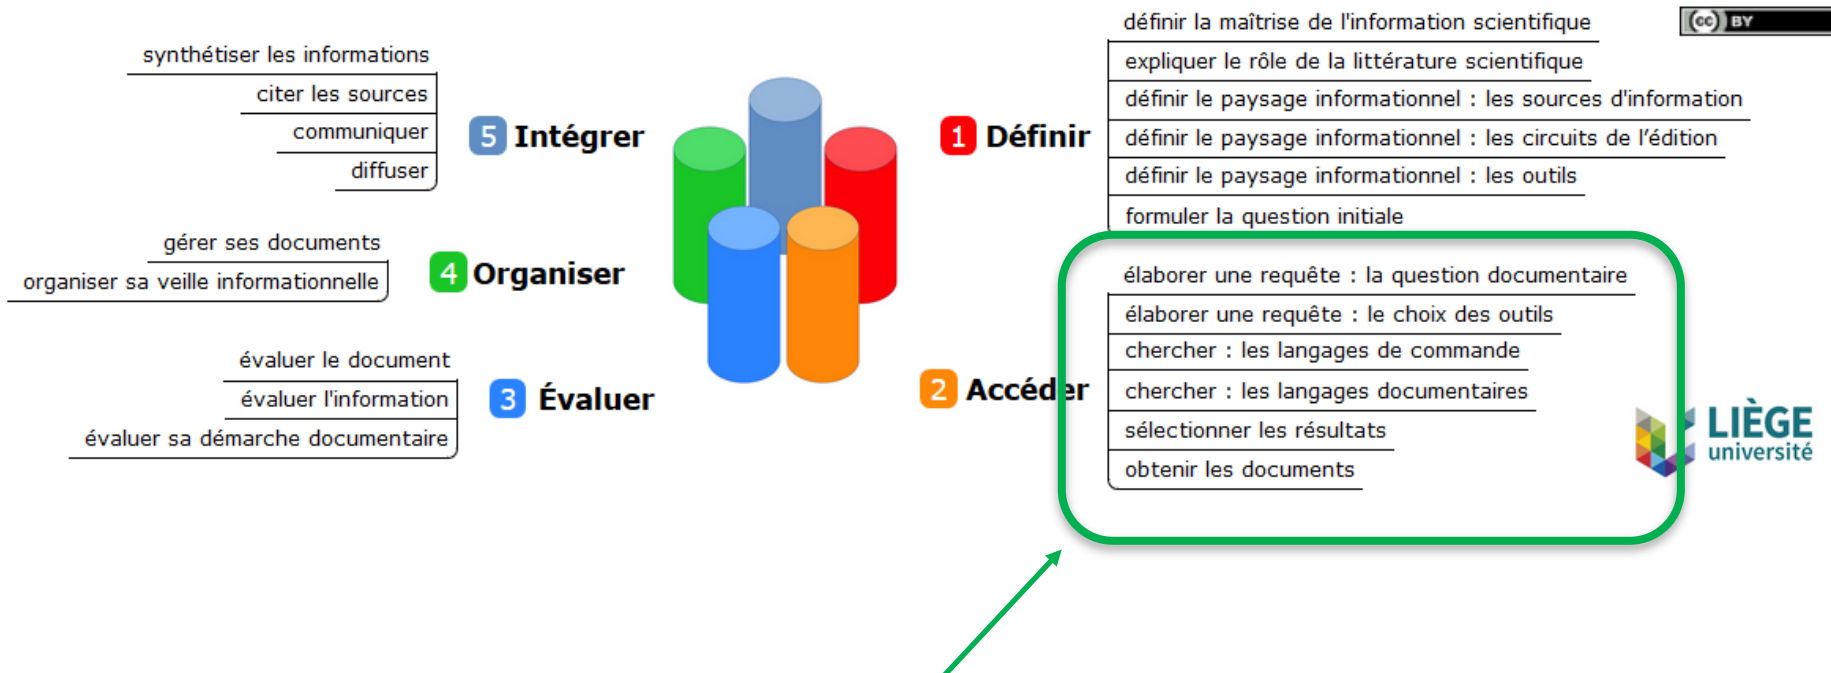 définir la maîtrise de l'information scientifique
(cc) BY
expliquer le rôle de la littérature scientifique
définir le paysage informationnel : les sources d'information
1 Définir
définir le paysage informationnel : les circuits de l’édition
définir le paysage informationnel : les outils
formuler la question initiale
élaborer une requête : la question documentaire
élaborer une requête : le choix des outils
chercher : les langages de commande
2 Accéder
chercher : les langages documentaires
sélectionner les résultats
obtenir les documents
LIÈGE
université
évaluer le document
évaluer l'information
3 Évaluer
évaluer sa démarche documentaire
gérer ses documents
4 Organiser
organiser sa veille informationnelle
synthétiser les informations
citer les sources
5 Intégrer
communiquer
diffuser